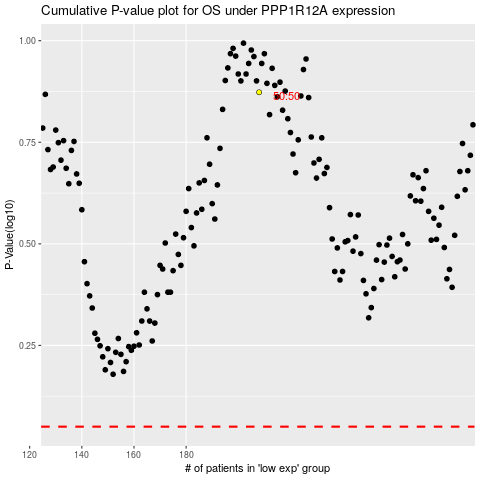 Cumulative P-value plot for OS under PPP1R12A expression
P-Value(log10)
1.00
0.75
0.50
0.25
50:50
120 140 160 180
# of patients in 'low exp' group